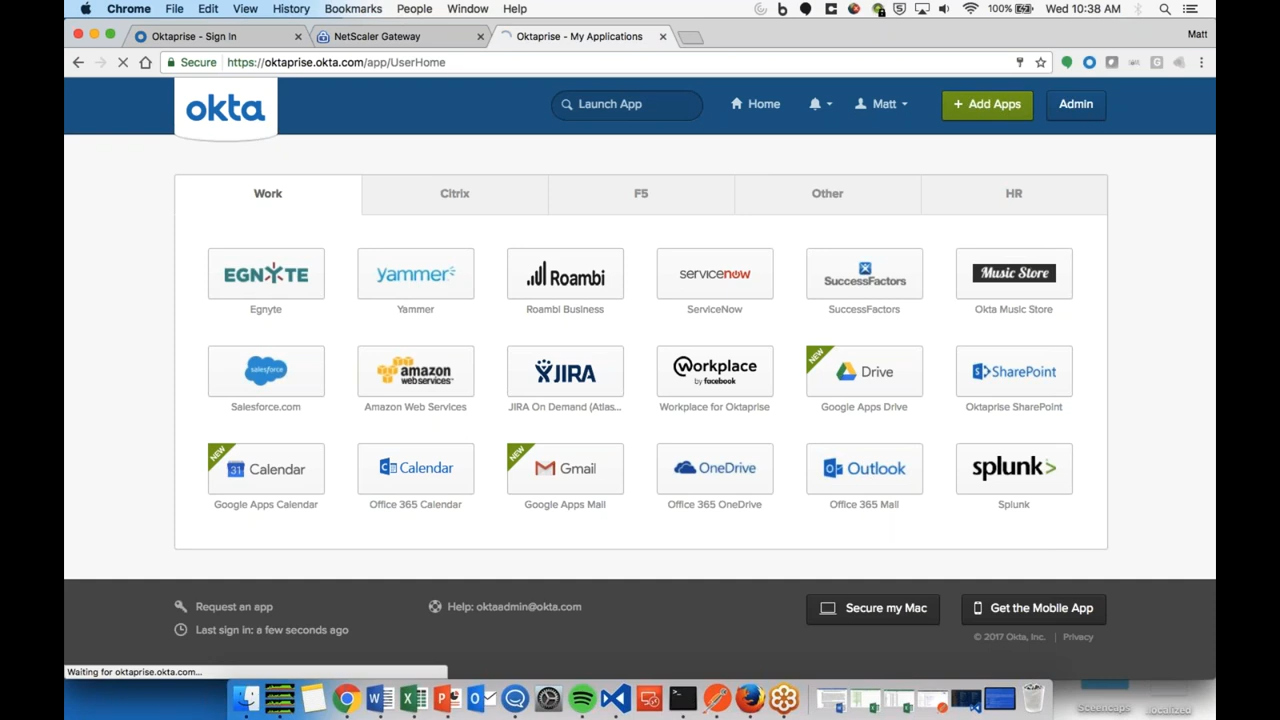 Chrome File Edit View History Bookmarks People Window Help 100% Wed 10:38 AM
Oktaprise - Sign In NetScaler Gateway Oktaprise - My Applications Matt
Secure https://oktaprise.okta.com/app/UserHome
okta Launch App Home Matt + Add Apps Admin
Work Citrix F5 Other HR
EGNYTE yammer Roambi servicenow SuccessFactors Music Store
Egnyte Yammer Roambi Business ServiceNow SuccessFactors Okta Music Store
salesforce amazon webservices JIRA Workplace by facebook NEW Drive SharePoint
Salesforce.com Amazon Web Services JIRA On Demand (Atlas... Workplace for Oktaprise Google Apps Drive Oktaprise SharePoint
NEW 31 Calendar Calendar NEW Gmail OneDrive Outlook splunk>
Google Apps Calendar Office 365 Calendar Google Apps Mail Office 365 OneDrive Office 365 Mail Splunk
Request an app Help: oktaadmin@okta.com Secure my Mac Get the Mobile App
Last sign in: a few seconds ago © 2017 Okta, Inc. | Privacy
Waiting for oktaprise.okta.com...
Screencaps localized